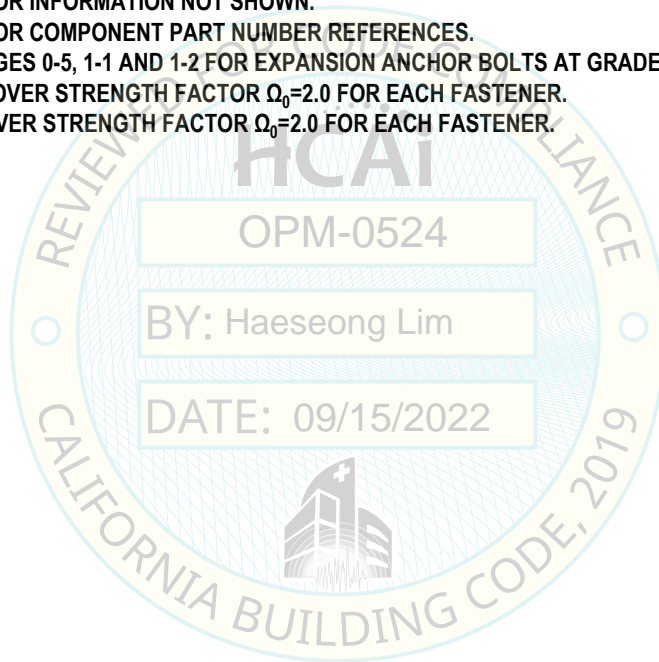 OR INFORMATION NOT SHOWN.
OR COMPONENT PART NUMBER REFERENCES.
GES 0-5, 1-1 AND 1-2 FOR EXPANSION ANCHOR BOLTS AT GRADE
OVER STRENGTH FACTOR Ω0=2.0 FOR EACH FASTENER.
VER STRENGTH FACTOR Ω0=2.0 FOR EACH FASTENER.
REVIEWED FOR CODE COMPLIANCE
HCAi
OPM-0524
BY: Haeseong Lim
DATE: 09/15/2022
CALIFORNIA BUILDING CODE, 2019